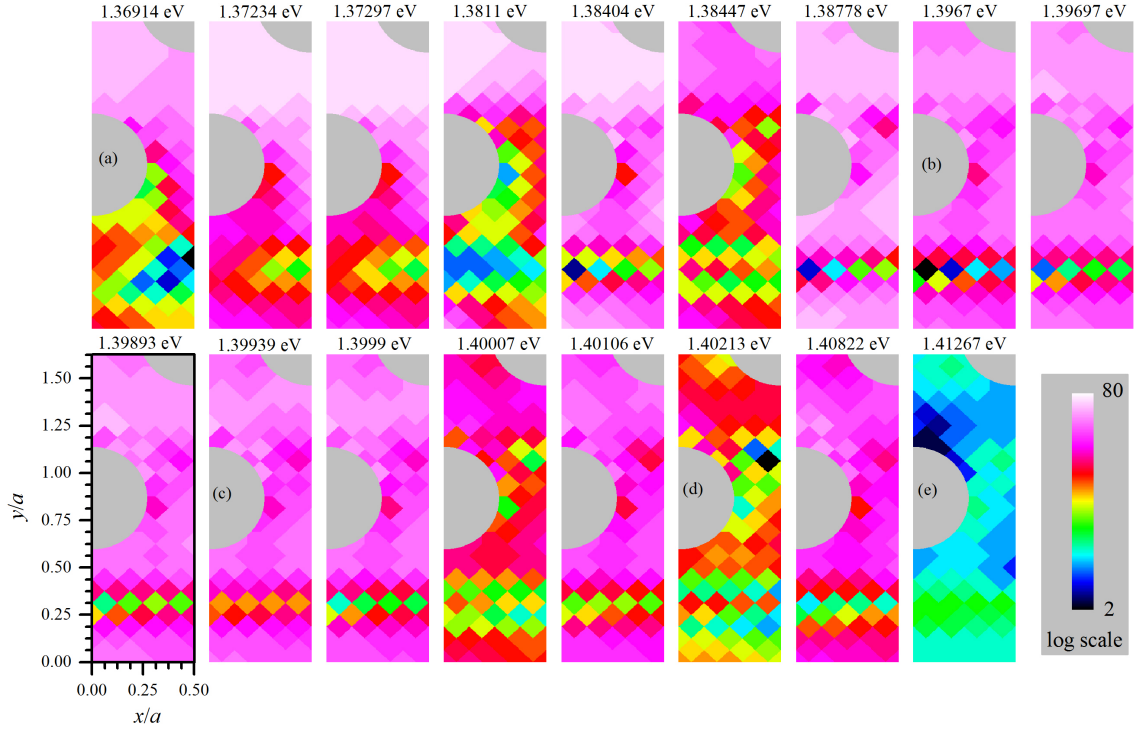 1.36914 eV 1.37234 eV 1.37297 eV 1.3811 eV 1.38404 eV 1.38447 eV 1.38778 eV 1.3967 eV 1.39697 eV
(a) (b)
1.39893 eV 1.39939 eV 1.3999 eV 1.40007 eV 1.40106 eV 1.40213 eV 1.40822 eV 1.41267 eV
1.50
1.25
1.00
0.75
0.50
0.25
0.00
y/a
(c) (d) (e)
80
2
log scale
0.00 0.25 0.50
x/a